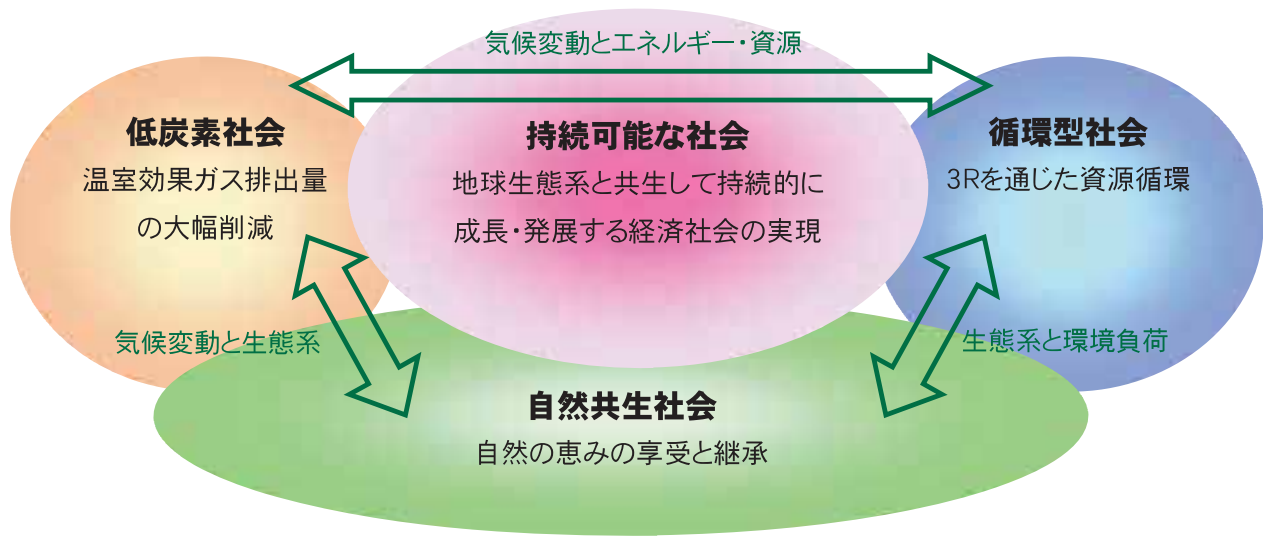 気候変動とエネルギー・資源
低炭素社会
温室効果ガス排出量
の大幅削減
持続可能な社会
地球生態系と共生して持続的に
成長・発展する経済社会の実現
循環型社会
3Rを通じた資源循環
気候変動と生態系
生態系と環境負荷
自然共生社会
自然の恵みの享受と継承